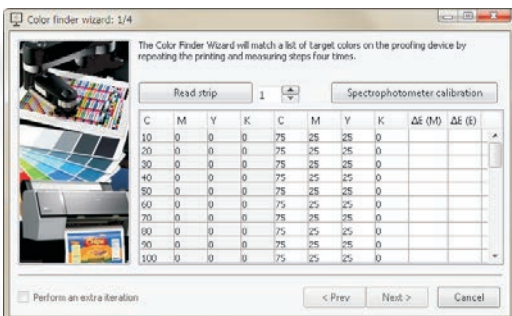 Color finder wizard: 1/4
The Color Finder Wizard will match a list of target colors on the proofing device by
repeating the printing and measuring steps four times.
Read strip 1 Spectrophotometer calibration
C M Y K C M Y K ΔE (M) ΔE (E)
10 0 0 0 75 25 25 0
20 0 0 0 75 25 25 0
30 0 0 0 75 25 25 0
40 0 0 0 75 25 25 0
50 0 0 0 75 25 25 0
60 0 0 0 75 25 25 0
70 0 0 0 75 25 25 0
80 0 0 0 75 25 25 0
90 0 0 0 75 25 25 0
100 0 0 0 75 25 25 0
Perform an extra iteration < Prev Next > Cancel